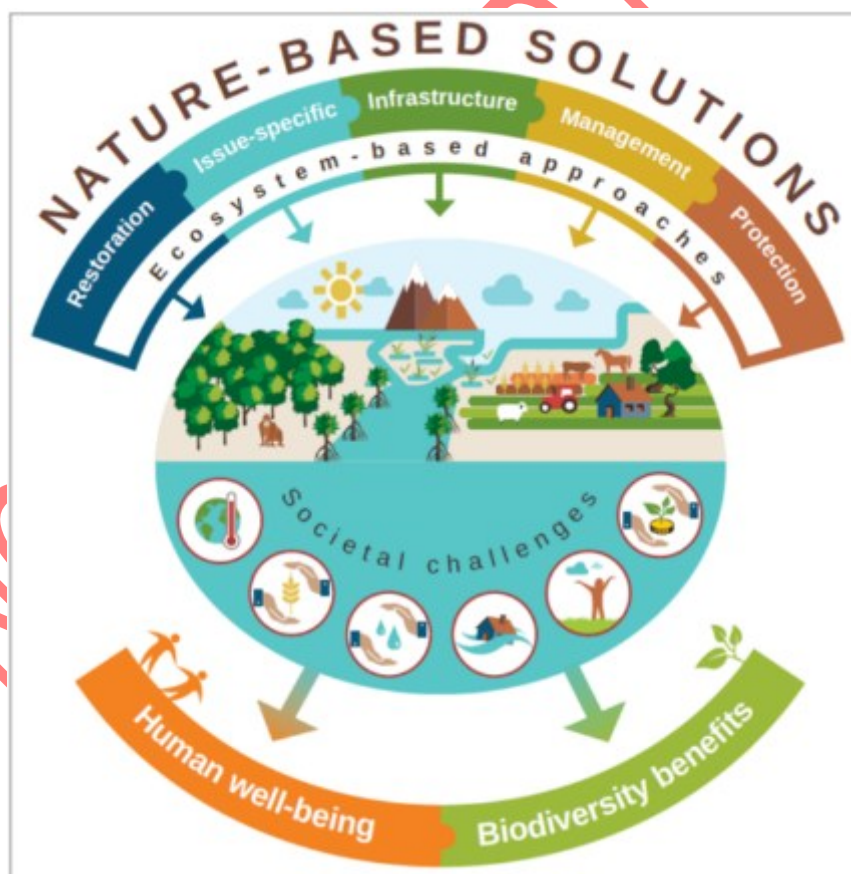 NATURE-BASED SOLUTIONS
Restoration
Issue-specific
Infrastructure
Management
Protection
Ecosystem-based approaches
Societal challenges
Human well-being
Biodiversity benefits